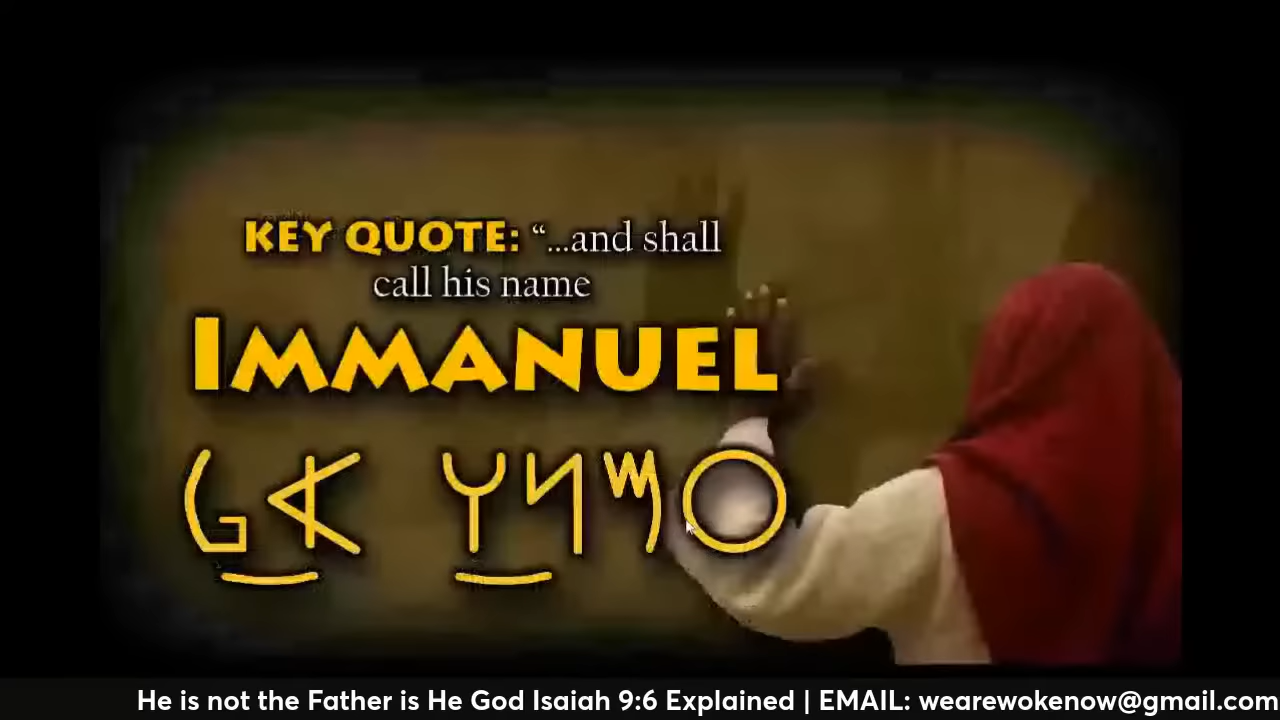 KEY QUOTE: “...and shall
call his name
IMMANUEL
𐤏𐤌𐤍𐤅 𐤀𐤋
He is not the Father is He God Isaiah 9:6 Explained | EMAIL: wearewokenow@gmail.com